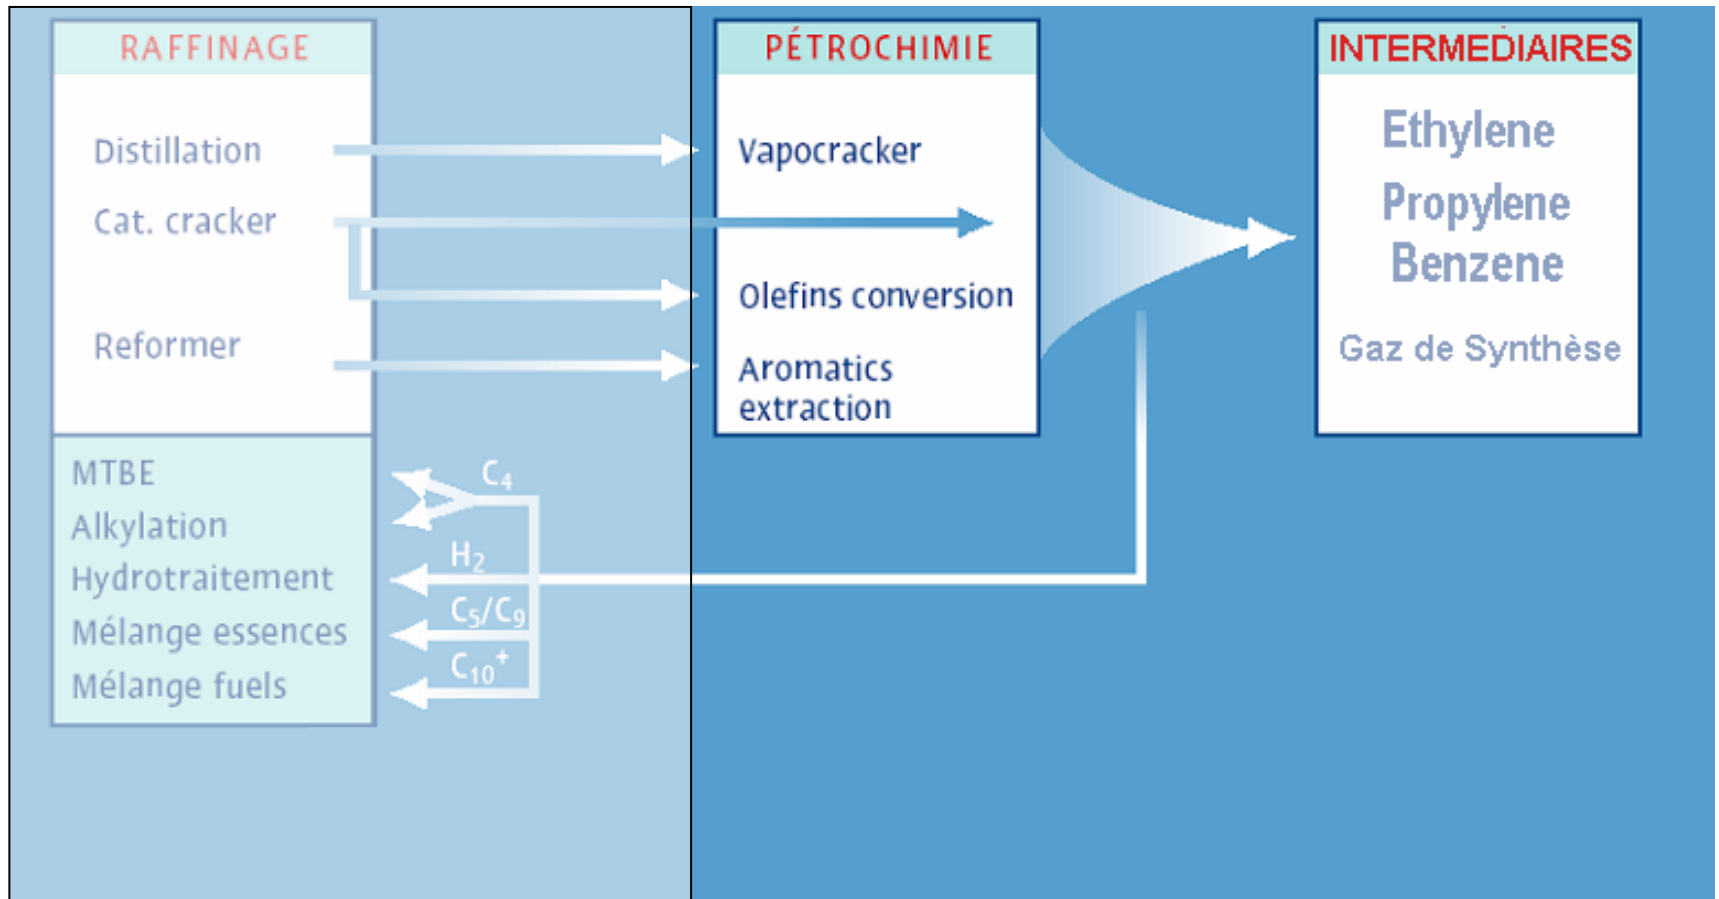 RAFFINAGE
Distillation
Cat. cracker
Reformer
MTBE
Alkylation
Hydrotraitement
Mélange essences
Mélange fuels
C₄
H₂
C₅/C₉
C₁₀⁺
PÉTROCHIMIE
Vapocracker
Olefins conversion
Aromatics
extraction
INTERMÉDIAIRES
Ethylene
Propylene
Benzene
Gaz de Synthèse